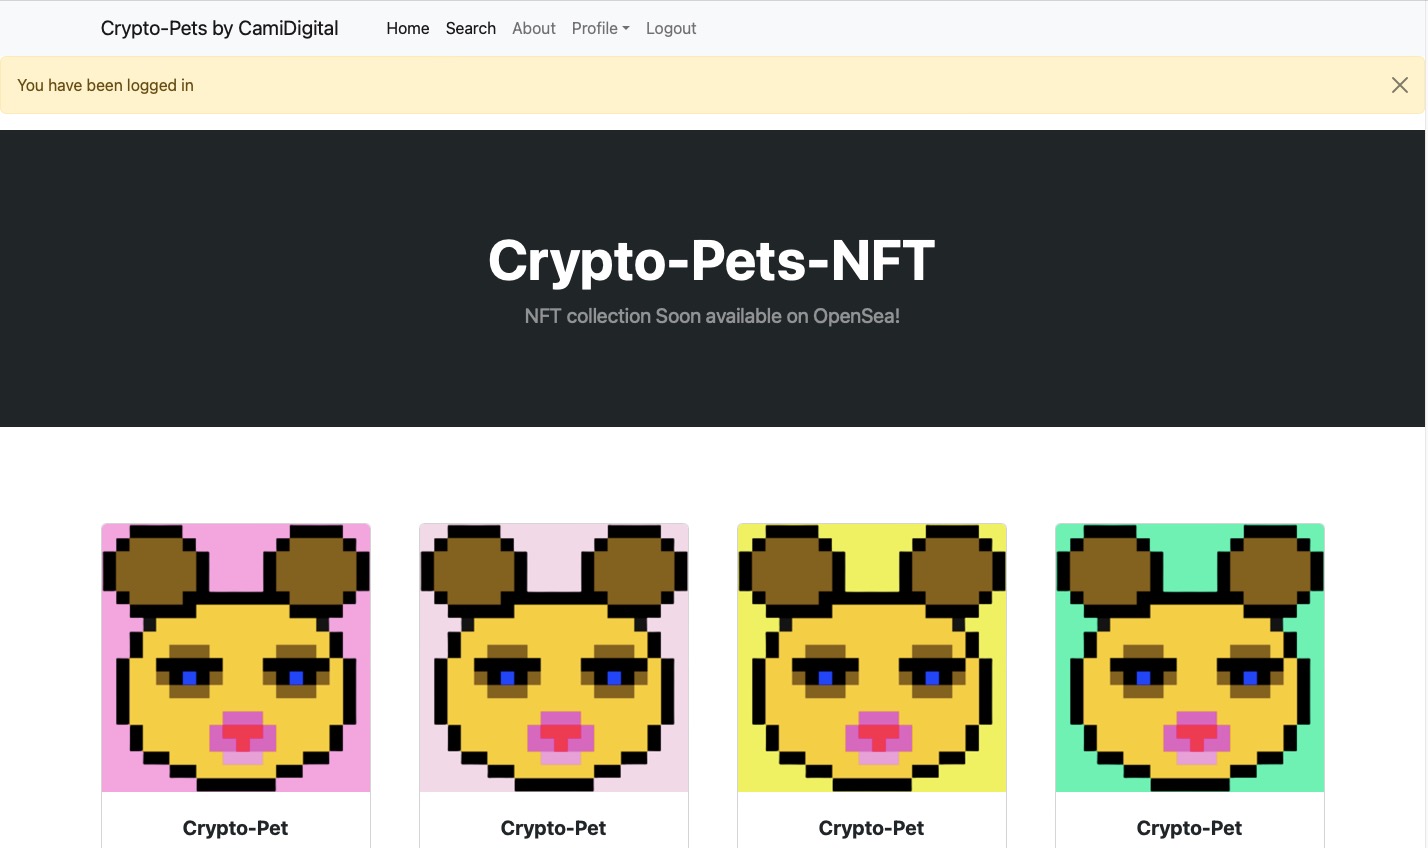 Crypto-Pets by CamiDigital Home Search About Profile Logout
You have been logged in
Crypto-Pets-NFT
NFT collection Soon available on OpenSea!
Crypto-Pet Crypto-Pet Crypto-Pet Crypto-Pet